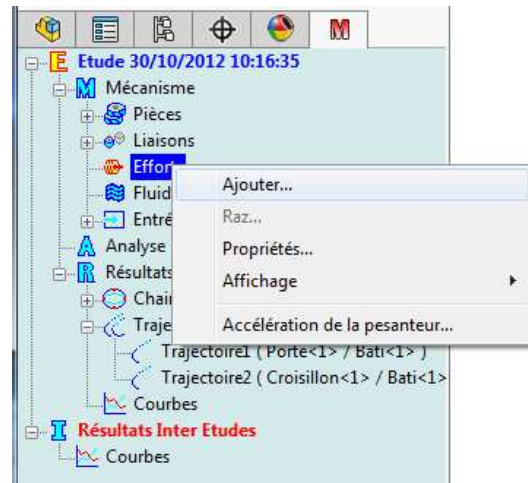 M
E Etude 30/10/2012 10:16:35
M Mécanisme
Pièces
Liaisons
Effort
Fluid
Entré
A Analyse
R Résultats
Chai
Traje
Trajectoire1 ( Porte<1> / Bati<1> )
Trajectoire2 ( Croisillon<1> / Bati<1>
Courbes
I Résultats Inter Etudes
Courbes
Ajouter...
Raz...
Propriétés...
Affichage
Accélération de la pesanteur...